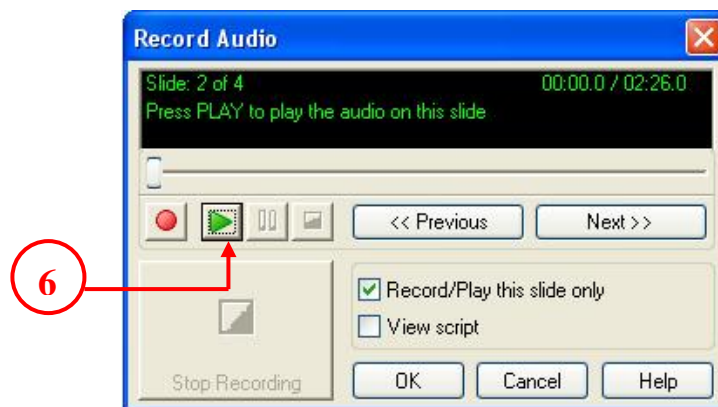 Record Audio
Slide: 2 of 4 00:00.0 / 02:26.0
Press PLAY to play the audio on this slide
<< Previous Next >>
6
Record/Play this slide only
View script
Stop Recording OK Cancel Help